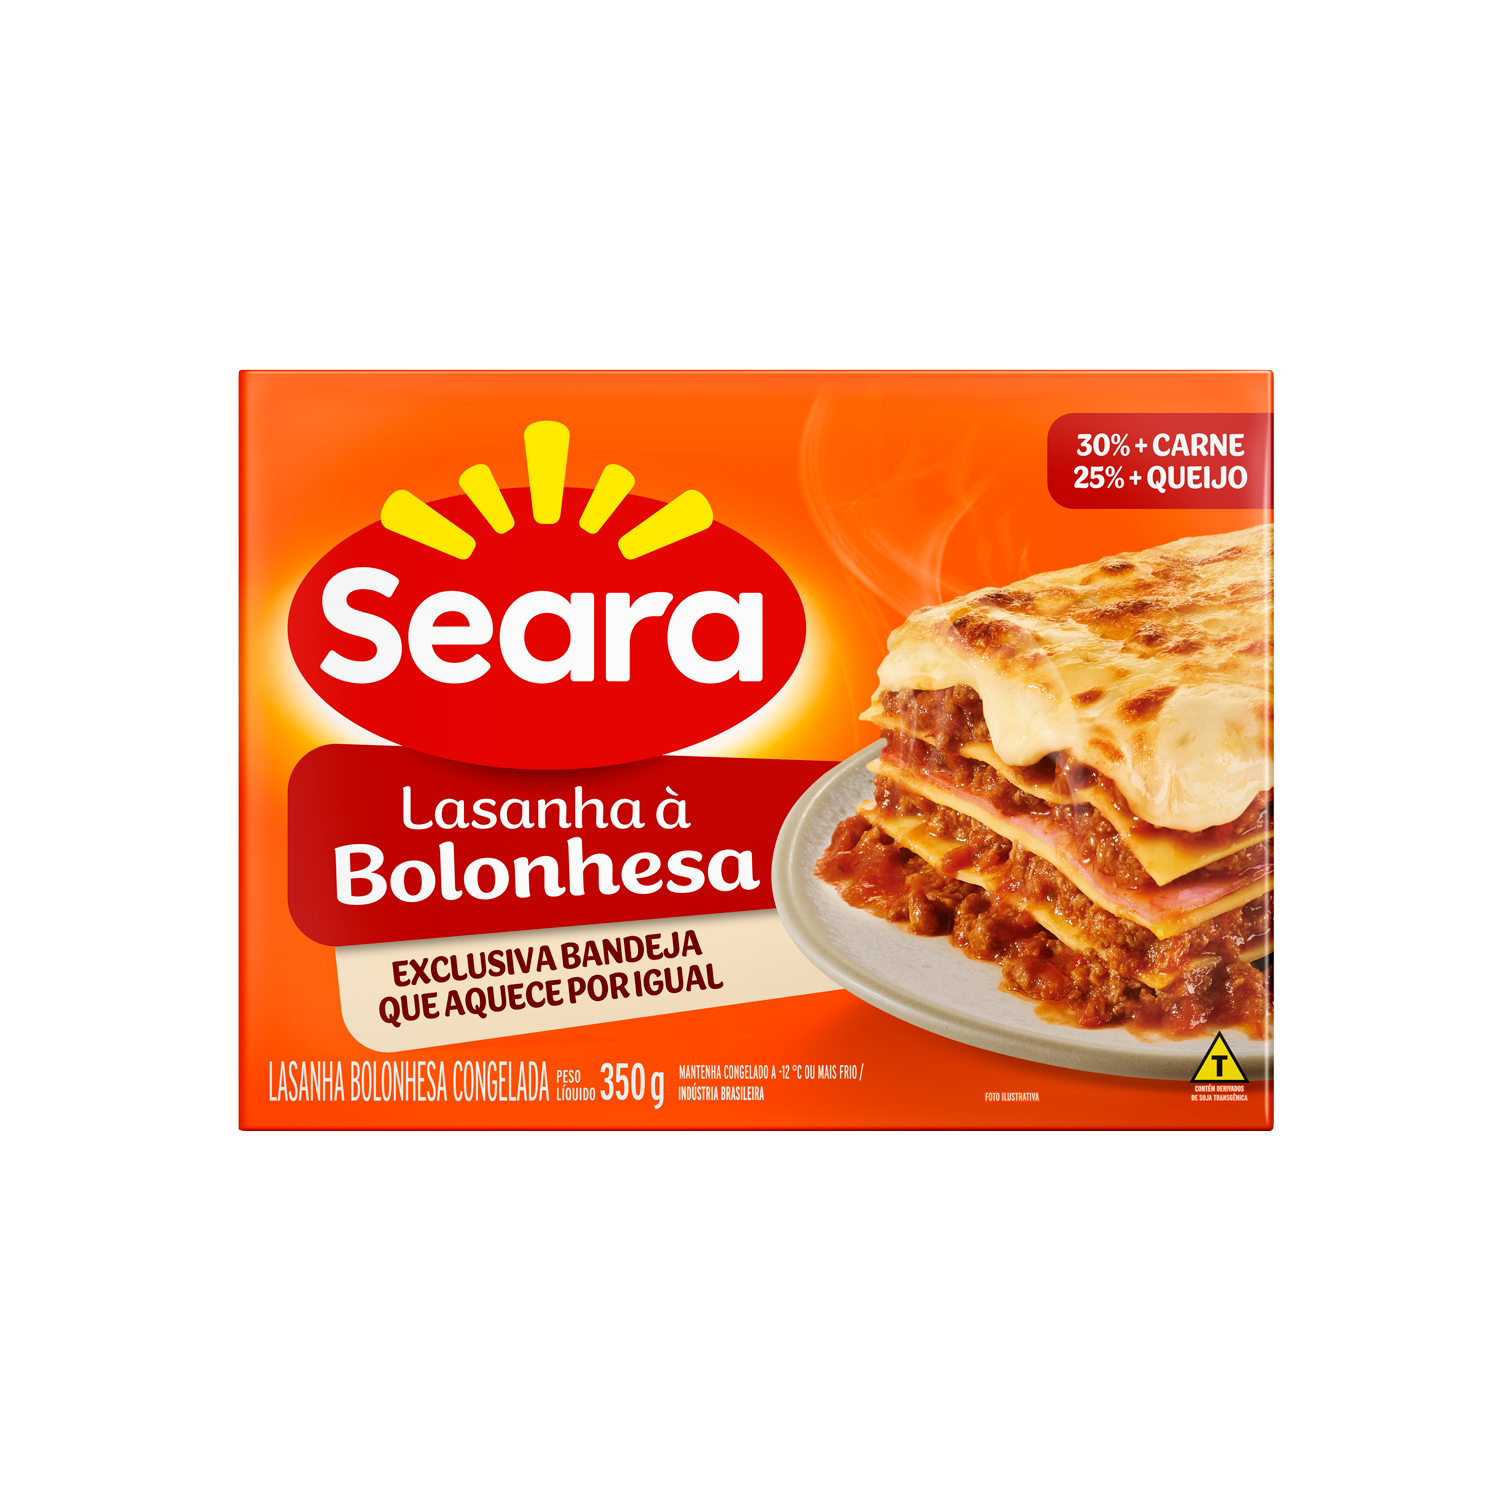 30% + CARNE
25% + QUEIJO
Seara
Lasanha à
Bolonhesa
EXCLUSIVA BANDEJA
QUE AQUECE POR IGUAL
LASANHA BOLONHESA CONGELADA
PESO
LÍQUIDO
350g
MANTENHA CONGELADO A -12 °C OU MAIS FRIO /
INDÚSTRIA BRASILEIRA
FOTO ILUSTRATIVA
T
CONTÉM DERIVADOS
DE SOJA TRANSGÊNICA